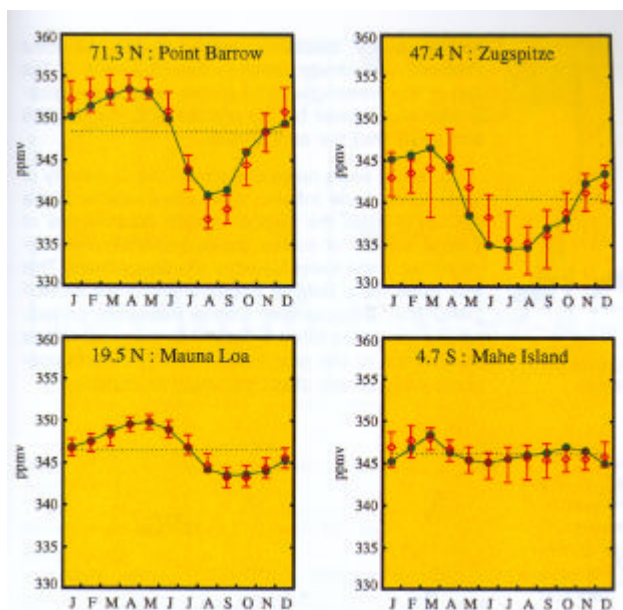 360
71.3 N : Point Barrow
355
350
345
340
335
330
ppmv
J F M A M J J A S O N D
360
47.4 N : Zugspitze
355
350
345
340
335
330
ppmv
J F M A M J J A S O N D
360
19.5 N : Mauna Loa
355
350
345
340
335
330
ppmv
J F M A M J J A S O N D
360
4.7 S : Mahe Island
355
350
345
340
335
330
ppmv
J F M A M J J A S O N D